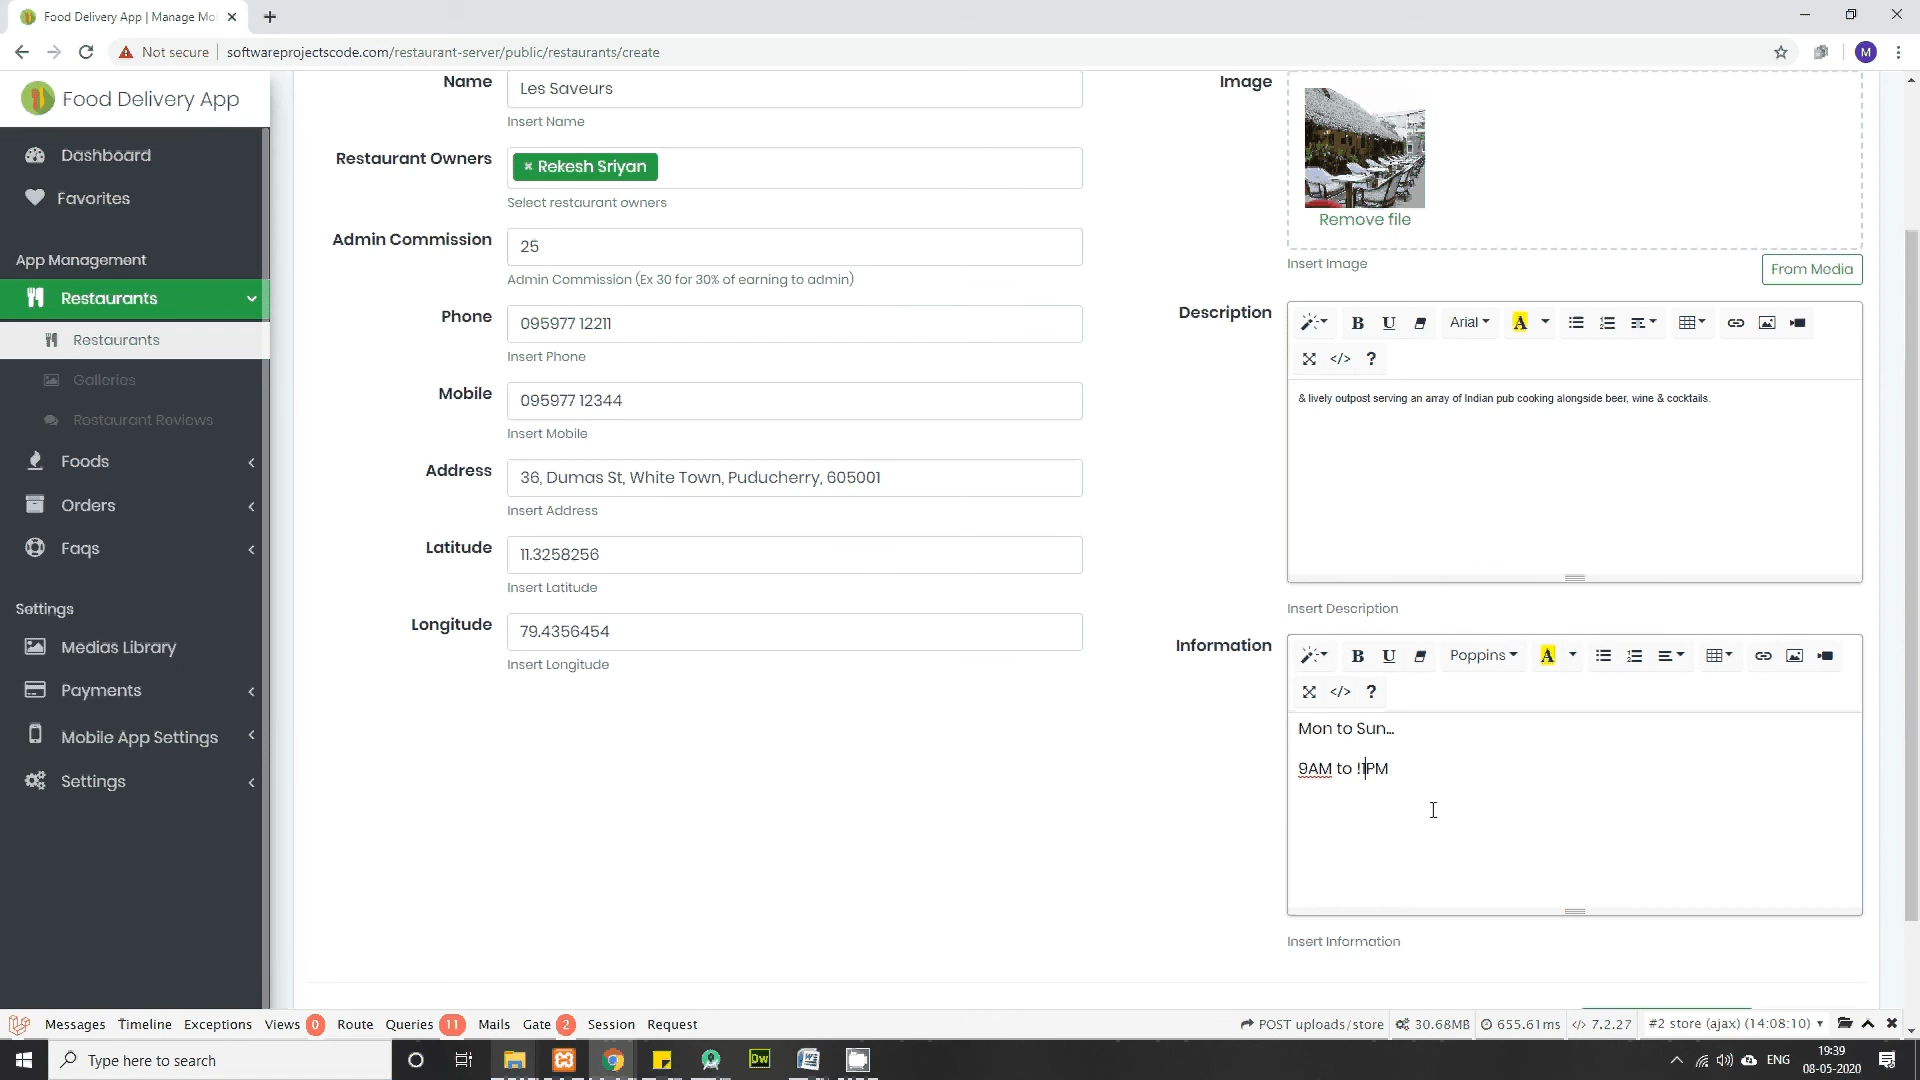 Food Delivery App | Manage Mo
Not secure
softwareprojectscode.com/restaurant-server/public/restaurants/create
M
Food Delivery App
Dashboard
Favorites
App Management
Restaurants
Restaurants
Galleries
Restaurant Reviews
Foods
Orders
Faqs
Settings
Medias Library
Payments
Mobile App Settings
Settings
Name
Les Saveurs
Insert Name
Restaurant Owners
× Rekesh Sriyan
Select restaurant owners
Admin Commission
25
Admin Commission (Ex 30 for 30% of earning to admin)
Phone
095977 12211
Insert Phone
Mobile
095977 12344
Insert Mobile
Address
36, Dumas St, White Town, Puducherry, 605001
Insert Address
Latitude
11.3258256
Insert Latitude
Longitude
79.4356454
Insert Longitude
Image
Remove file
Insert Image
From Media
Description
B U Arial A
</> ?
& lively outpost serving an array of Indian pub cooking alongside beer, wine & cocktails.
Insert Description
Information
B U Poppins A
</> ?
Mon to Sun...
9AM to !1PM
Insert Information
Messages Timeline Exceptions Views 0 Route Queries 11 Mails Gate 2 Session Request
POST uploads/store 30.68MB 655.61ms </> 7.2.27 #2 store (ajax) (14:08:10)
Type here to search
Dw
ENG
19:39
08-05-2020